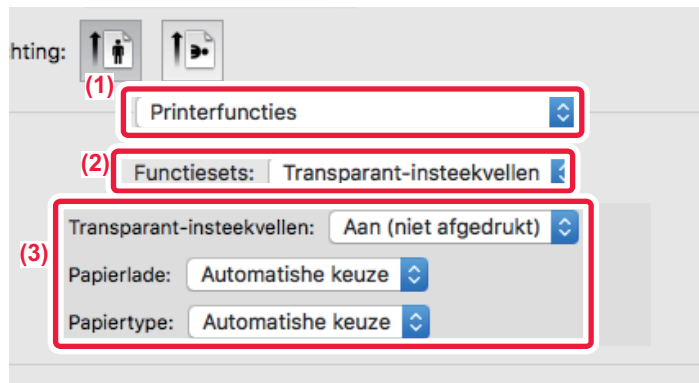 hting:
(1)
Printerfuncties
(2) Functiesets: Transparant-insteekvellen
(3)
Transparant-insteekvellen: Aan (niet afgedrukt)
Papierlade: Automatishe keuze
Papiertype: Automatishe keuze